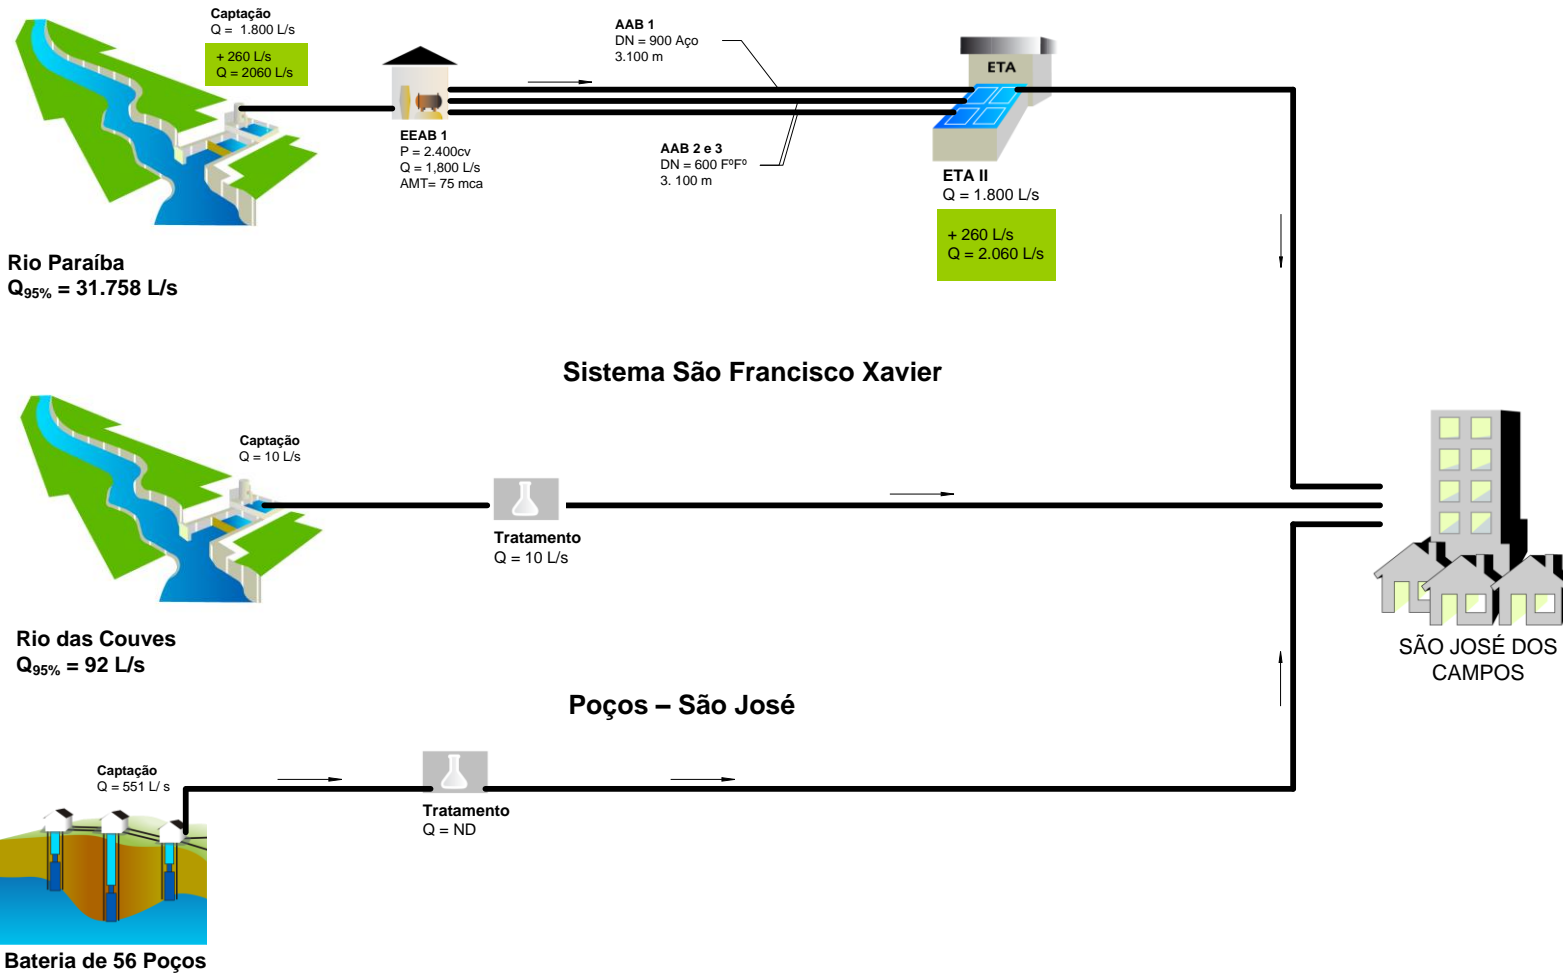 Captação
Q =  1.800 L/s
+ 260 L/s
Q = 2060 L/s
AAB 1
DN = 900 Aço
3.100 m
ETA
EEAB 1
P = 2.400cv
Q = 1,800 L/s
AMT= 75 mca
AAB 2 e 3
DN = 600 FºFº
3. 100 m
ETA II
Q = 1.800 L/s
+ 260 L/s
Q = 2.060 L/s
Rio Paraíba
Q95% = 31.758 L/s
Sistema São Francisco Xavier
Captação
Q = 10 L/s
Tratamento
Q = 10 L/s
Rio das Couves
Q95% = 92 L/s
SÃO JOSÉ DOS
CAMPOS
Poços – São José
Captação
Q = 551 L/ s
Tratamento
Q = ND
Bateria de 56 Poços